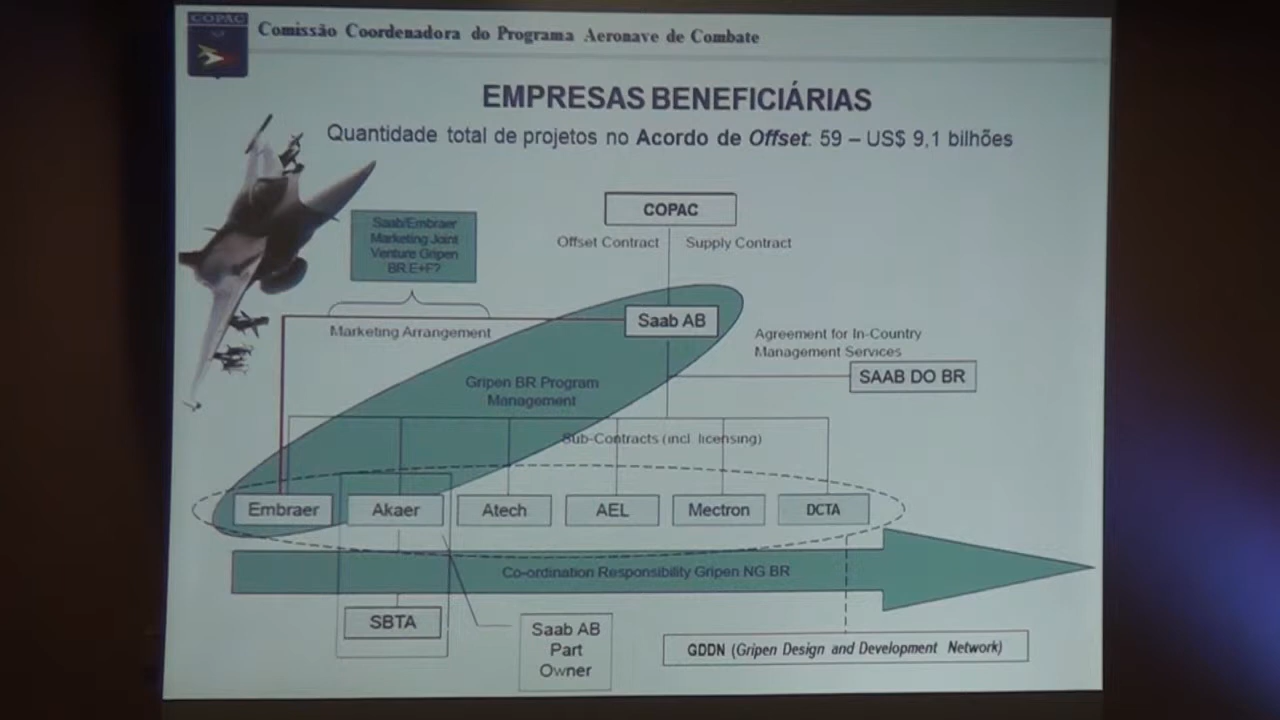 COPAC
Comissão Coordenadora do Programa Aeronave de Combate
EMPRESAS BENEFICIÁRIAS
Quantidade total de projetos no Acordo de Offset: 59 – US$ 9,1 bilhões
COPAC
Offset Contract
Supply Contract
Saab/Embraer
Marketing Joint
Venture Gripen
BR E+F?
Marketing Arrangement
Saab AB
Agreement for In-Country
Management Services
SAAB DO BR
Gripen BR Program
Management
Sub-Contracts (incl. licensing)
Embraer
Akaer
Atech
AEL
Mectron
DCTA
Co-ordination Responsibility Gripen NG BR
SBTA
Saab AB
Part
Owner
GDDN (Gripen Design and Development Network)